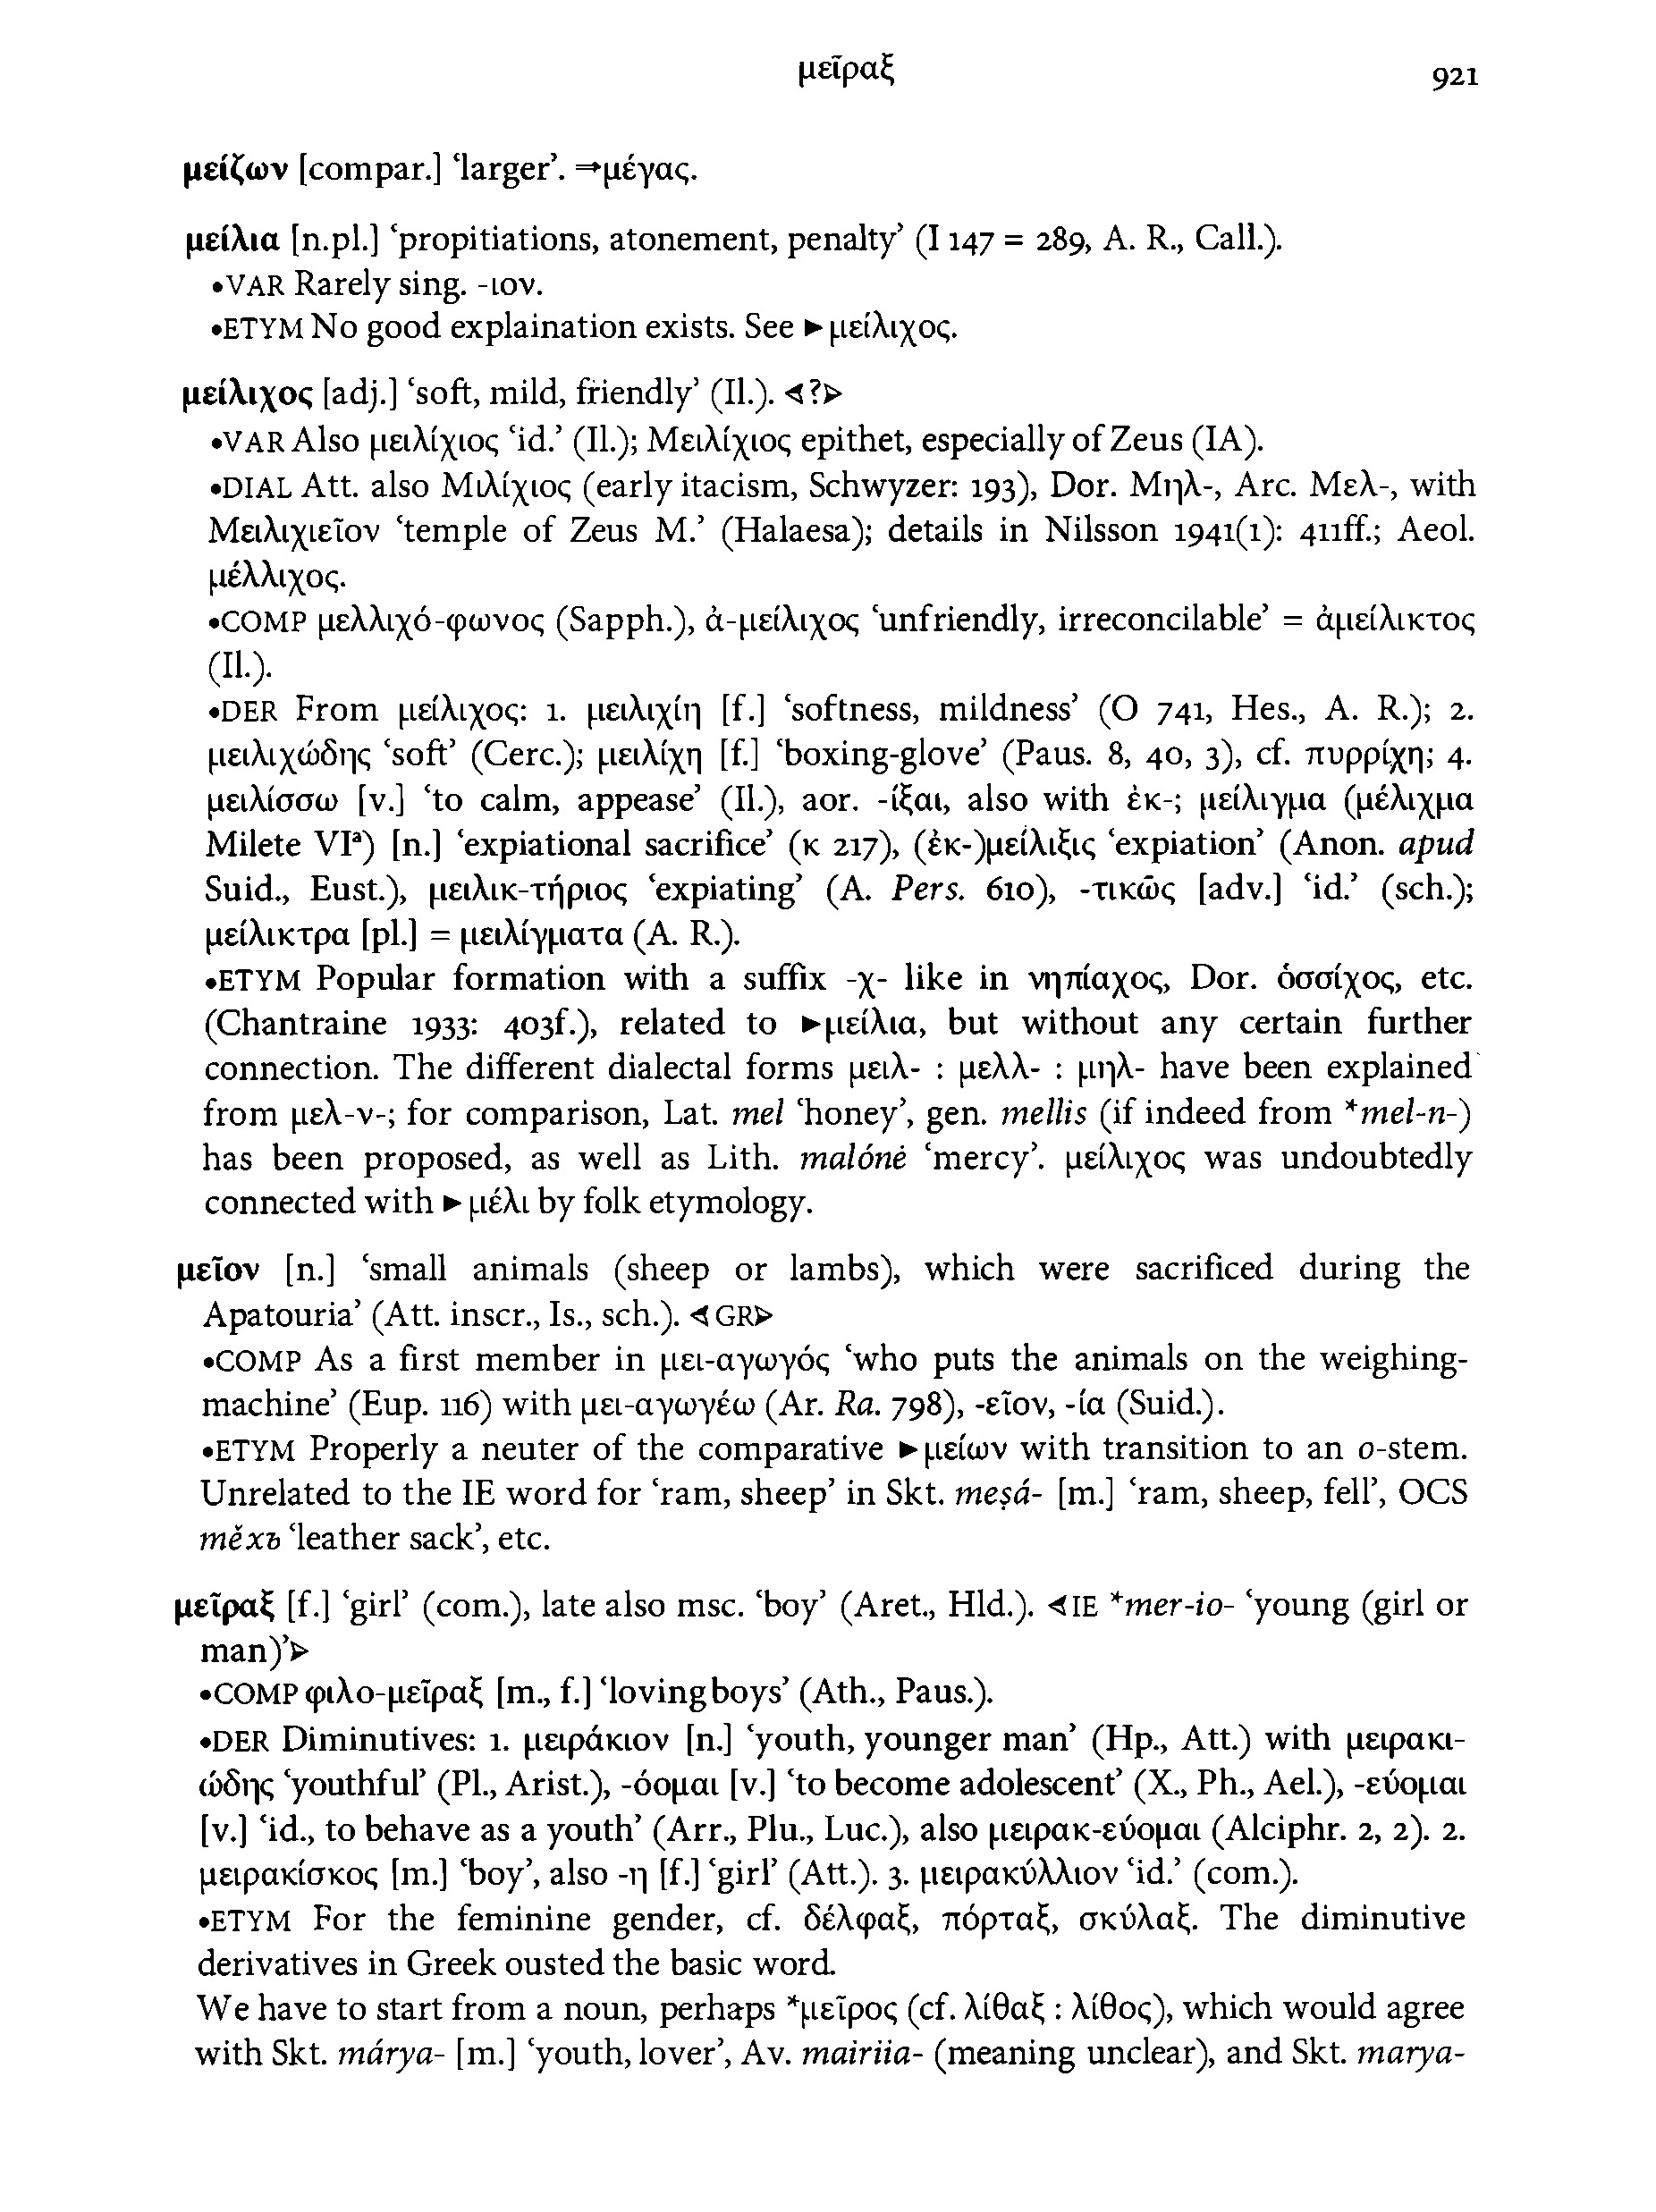 μεῖραξ 921
μείζων [compar.] ‘larger’. ⇒μέγας.
μείλια [n.pl.] ‘propitiations, atonement, penalty’ (I 147 = 289, A. R., Call.).
•VAR Rarely sing. -ιον.
•ETYM No good explaination exists. See ►μείλιχος.
μείλιχος [adj.] ‘soft, mild, friendly’ (Il.). ◁?▷
•VAR Also μειλίχιος ‘id.’ (Il.); Μειλίχιος epithet, especially of Zeus (IA).
•DIAL Att. also Μιλίχιος (early itacism, Schwyzer: 193), Dor. Μηλ-, Arc. Μελ-, with
Μειλιχιεῖον ‘temple of Zeus M.’ (Halaesa); details in Nilsson 1941(1): 411ff.; Aeol.
μέλλιχος.
•COMP μελλιχό-φωνος (Sapph.), ἀ-μείλιχος ‘unfriendly, irreconcilable’ = ἀμείλικτος
(Il.).
•DER From μείλιχος: 1. μειλιχίη [f.] ‘softness, mildness’ (O 741, Hes., A. R.); 2.
μειλιχώδης ‘soft’ (Cerc.); μειλίχη [f.] ‘boxing-glove’ (Paus. 8, 40, 3), cf. πυρρίχη; 4.
μειλίσσω [v.] ‘to calm, appease’ (Il.), aor. -ίξαι, also with ἐκ-; μείλιγμα (μέλιχμα
Milete VIᵃ) [n.] ‘expiational sacrifice’ (κ 217), (ἐκ-)μείλιξις ‘expiation’ (Anon. apud
Suid., Eust.), μειλικ-τήριος ‘expiating’ (A. Pers. 610), -τικῶς [adv.] ‘id.’ (sch.);
μείλικτρα [pl.] = μειλίγματα (A. R.).
•ETYM Popular formation with a suffix -χ- like in νηπίαχος, Dor. ὁσσίχος, etc.
(Chantraine 1933: 403f.), related to ►μείλια, but without any certain further
connection. The different dialectal forms μειλ- : μελλ- : μηλ- have been explained
from μελ-ν-; for comparison, Lat. mel ‘honey’, gen. mellis (if indeed from *mel-n-)
has been proposed, as well as Lith. malónė ‘mercy’. μείλιχος was undoubtedly
connected with ►μέλι by folk etymology.
μεῖον [n.] ‘small animals (sheep or lambs), which were sacrificed during the
Apatouria’ (Att. inscr., Is., sch.). ◁GR▷
•COMP As a first member in μει-αγωγός ‘who puts the animals on the weighing-
machine’ (Eup. 116) with μει-αγωγέω (Ar. Ra. 798), -εῖον, -ία (Suid.).
•ETYM Properly a neuter of the comparative ►μείων with transition to an o-stem.
Unrelated to the IE word for ‘ram, sheep’ in Skt. meṣá- [m.] ‘ram, sheep, fell’, OCS
měxъ ‘leather sack’, etc.
μεῖραξ [f.] ‘girl’ (com.), late also msc. ‘boy’ (Aret., Hld.). ◁IE *mer-io- ‘young (girl or
man)’▷
•COMP φιλο-μεῖραξ [m., f.] ‘loving boys’ (Ath., Paus.).
•DER Diminutives: 1. μειράκιον [n.] ‘youth, younger man’ (Hp., Att.) with μειρακι-
ώδης ‘youthful’ (Pl., Arist.), -όομαι [v.] ‘to become adolescent’ (X., Ph., Ael.), -εύομαι
[v.] ‘id., to behave as a youth’ (Arr., Plu., Luc.), also μειρακ-εύομαι (Alciphr. 2, 2). 2.
μειρακίσκος [m.] ‘boy’, also -η [f.] ‘girl’ (Att.). 3. μειρακύλλιον ‘id.’ (com.).
•ETYM For the feminine gender, cf. δέλφαξ, πόρταξ, σκύλαξ. The diminutive
derivatives in Greek ousted the basic word.
We have to start from a noun, perhaps *μεῖρος (cf. λίθαξ : λίθος), which would agree
with Skt. márya- [m.] ‘youth, lover’, Av. mairiia- (meaning unclear), and Skt. marya-